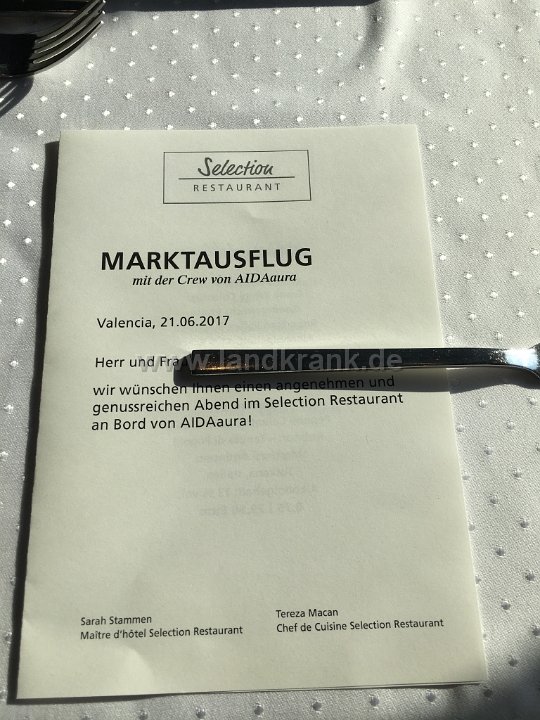 Selection
RESTAURANT
MARKTAUSFLUG
mit der Crew von AIDAaura
Valencia, 21.06.2017
Herr und Fra
www.landkrank.de
wir wünschen Ihnen einen angenehmen und
genussreichen Abend im Selection Restaurant
an Bord von AIDAaura!
Sarah Stammen
Maître d'hôtel Selection Restaurant
Tereza Macan
Chef de Cuisine Selection Restaurant